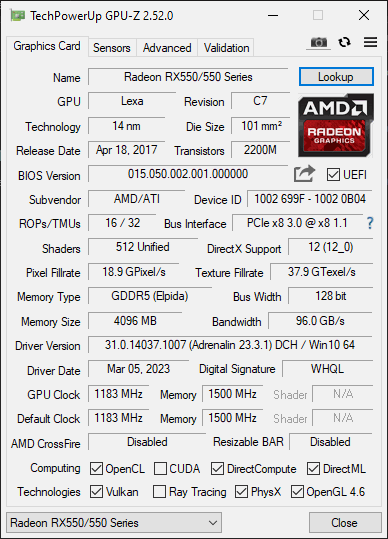 TechPowerUp GPU-Z 2.52.0
Graphics Card Sensors Advanced Validation
Name Radeon RX550/550 Series Lookup
GPU Lexa Revision C7
AMD
RADEON
GRAPHICS
Technology 14 nm Die Size 101 mm²
Release Date Apr 18, 2017 Transistors 2200M
BIOS Version 015.050.002.001.000000 UEFI
Subvendor AMD/ATI Device ID 1002 699F - 1002 0B04
ROPs/TMUs 16 / 32 Bus Interface PCIe x8 3.0 @ x8 1.1 ?
Shaders 512 Unified DirectX Support 12 (12_0)
Pixel Fillrate 18.9 GPixel/s Texture Fillrate 37.9 GTexel/s
Memory Type GDDR5 (Elpida) Bus Width 128 bit
Memory Size 4096 MB Bandwidth 96.0 GB/s
Driver Version 31.0.14037.1007 (Adrenalin 23.3.1) DCH / Win10 64
Driver Date Mar 05, 2023 Digital Signature WHQL
GPU Clock 1183 MHz Memory 1500 MHz Shader N/A
Default Clock 1183 MHz Memory 1500 MHz Shader N/A
AMD CrossFire Disabled Resizable BAR Disabled
Computing OpenCL CUDA DirectCompute DirectML
Technologies Vulkan Ray Tracing PhysX OpenGL 4.6
Radeon RX550/550 Series Close